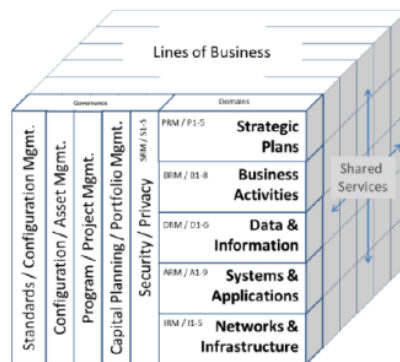 Lines of Business
Governance
Domains
Standards / Configuration Mgmt.
Configuration / Asset Mgmt.
Program / Project Mgmt.
Capital Planning / Portfolio Mgmt.
Security / Privacy
SRM / S1-5
PRM / P1-5
Strategic
Plans
BRM / B1-8
Business
Activities
DRM / D1-6
Data &
Information
ARM / A1-9
Systems &
Applications
IRM / I1-5
Networks &
Infrastructure
Shared
Services